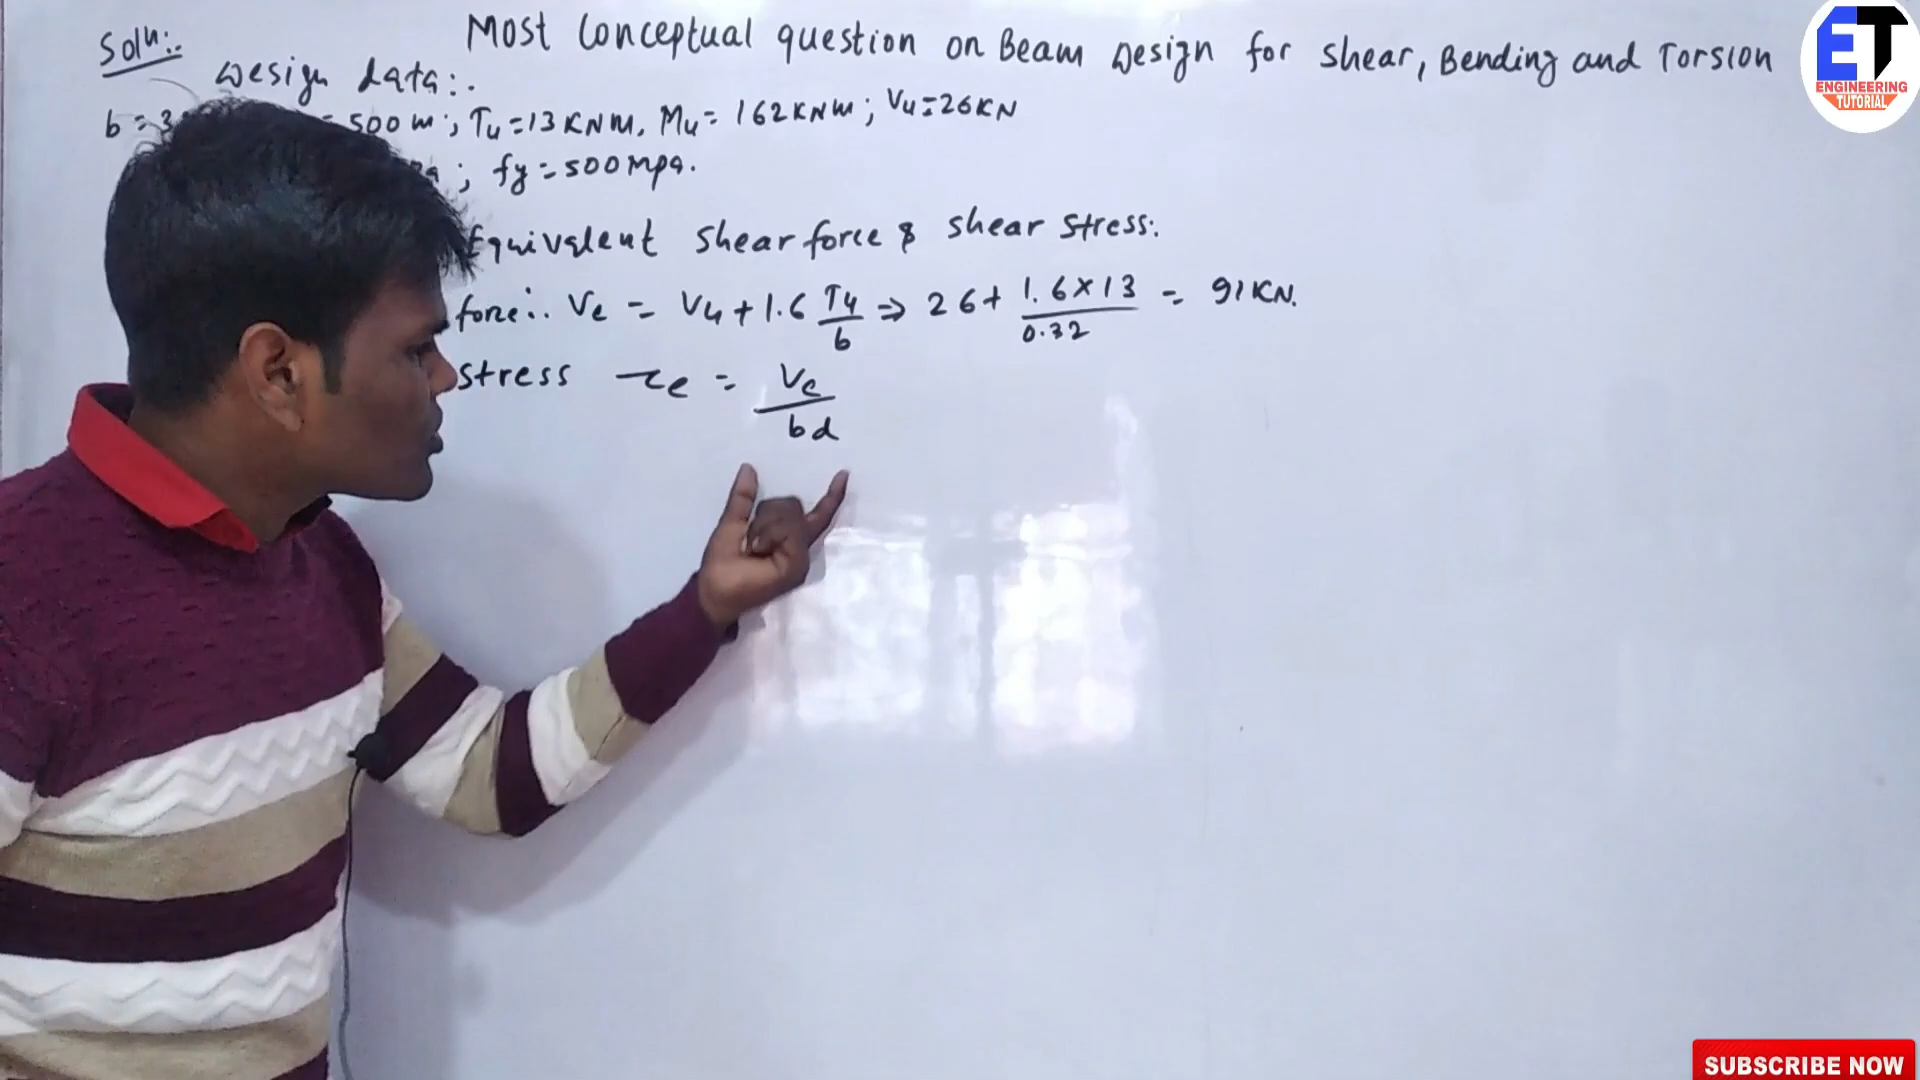 Most Conceptual question on Beam Design for Shear, Bending and Torsion
Soln:.
Design data:.
b = 3 = 500 m; Tu = 13 KNM, Mu = 162 KNM; Vu = 26 KN
; fy = 500 mpa.
Equivalent shear force & shear stress:
force:. Ve = Vu + 1.6 Tu/b ⇒ 26 + 1.6×13/0.32 = 91 KN.
stress τe = Ve/bd
ET
ENGINEERING
TUTORIAL
SUBSCRIBE NOW